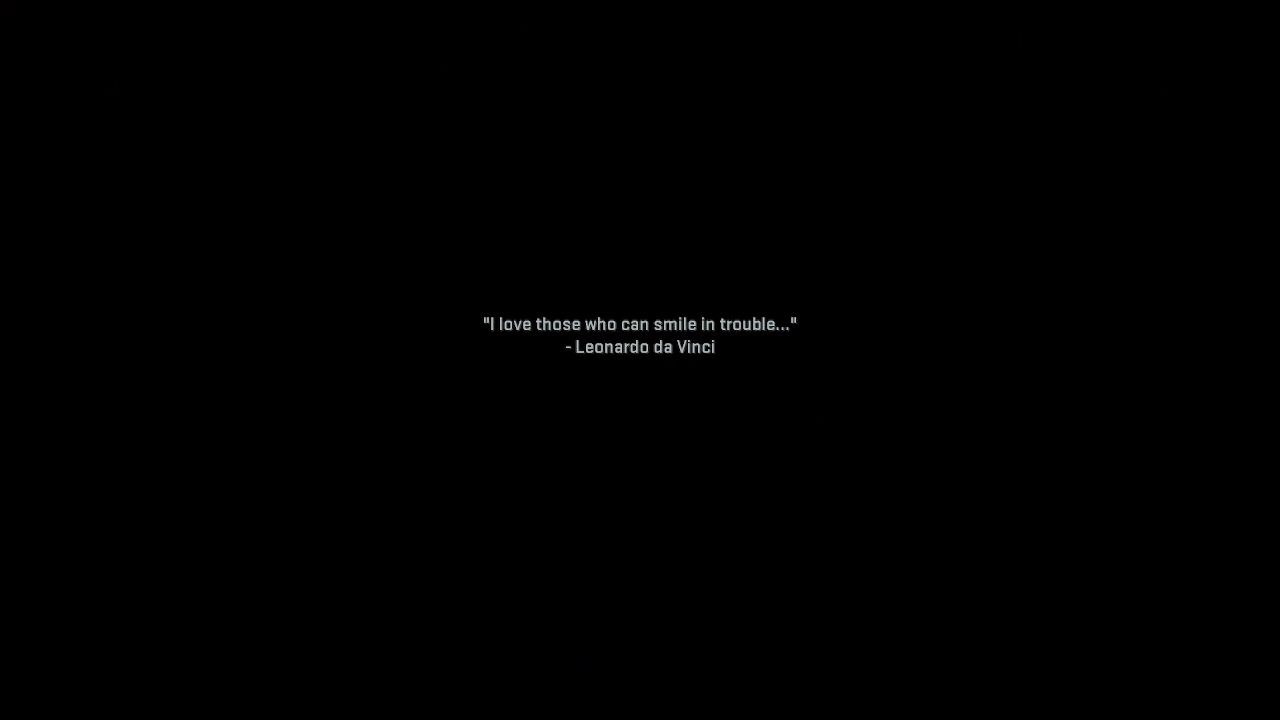 "I love those who can smile in trouble..."
- Leonardo da Vinci